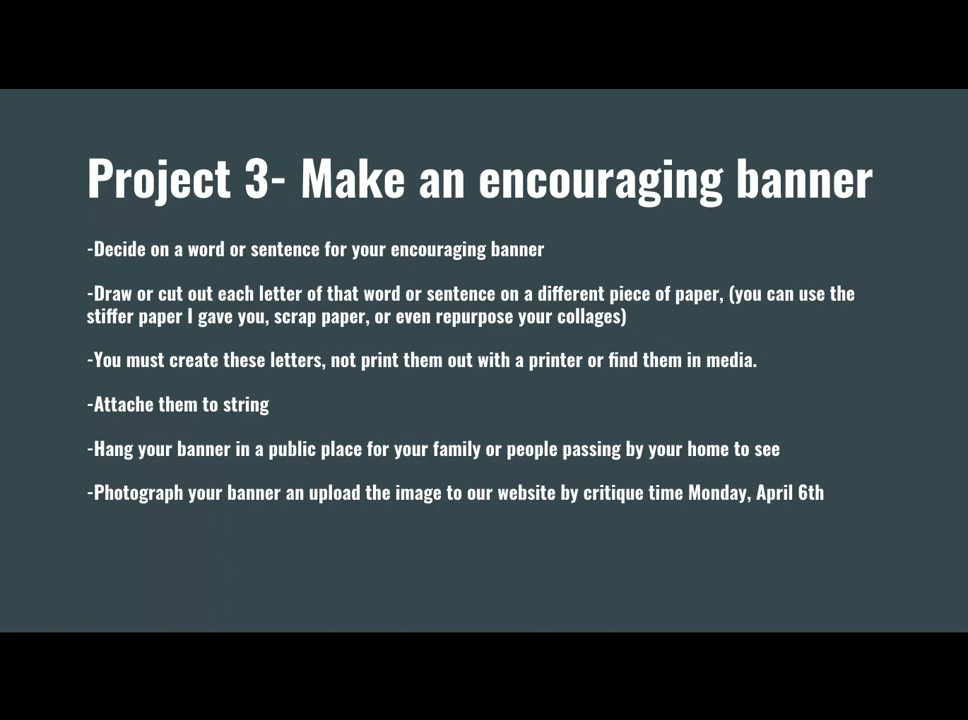 Project 3- Make an encouraging banner
-Decide on a word or sentence for your encouraging banner
-Draw or cut out each letter of that word or sentence on a different piece of paper, (you can use the
stiffer paper I gave you, scrap paper, or even repurpose your collages)
-You must create these letters, not print them out with a printer or find them in media.
-Attache them to string
-Hang your banner in a public place for your family or people passing by your home to see
-Photograph your banner an upload the image to our website by critique time Monday, April 6th